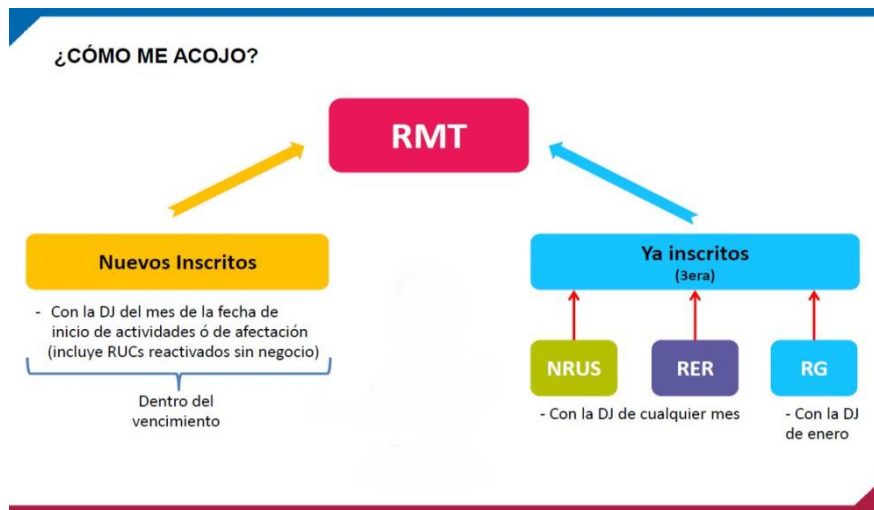 ¿CÓMO ME ACOJO?
RMT
Nuevos Inscritos
- Con la DJ del mes de la fecha de
inicio de actividades ó de afectación
(incluye RUCs reactivados sin negocio)
Dentro del
vencimiento
Ya inscritos
(3era)
NRUS
RER
RG
- Con la DJ de cualquier mes
- Con la DJ
de enero